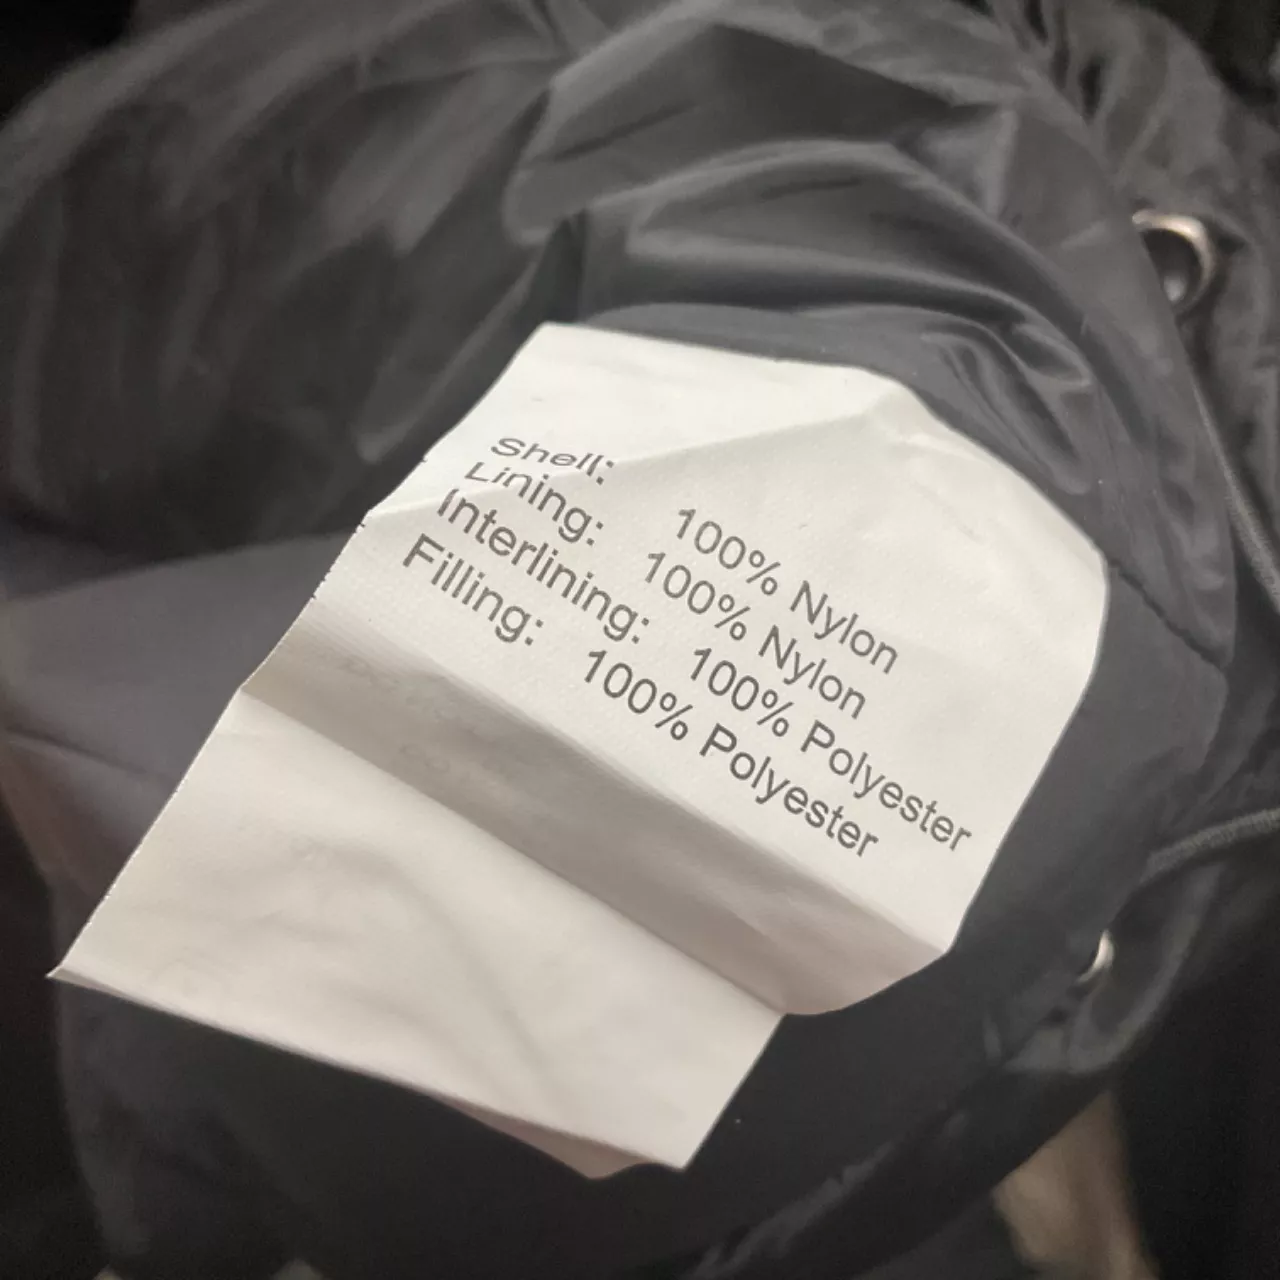 Shell: 100% Nylon
Lining: 100% Nylon
Interlining: 100% Polyester
Filling: 100% Polyester